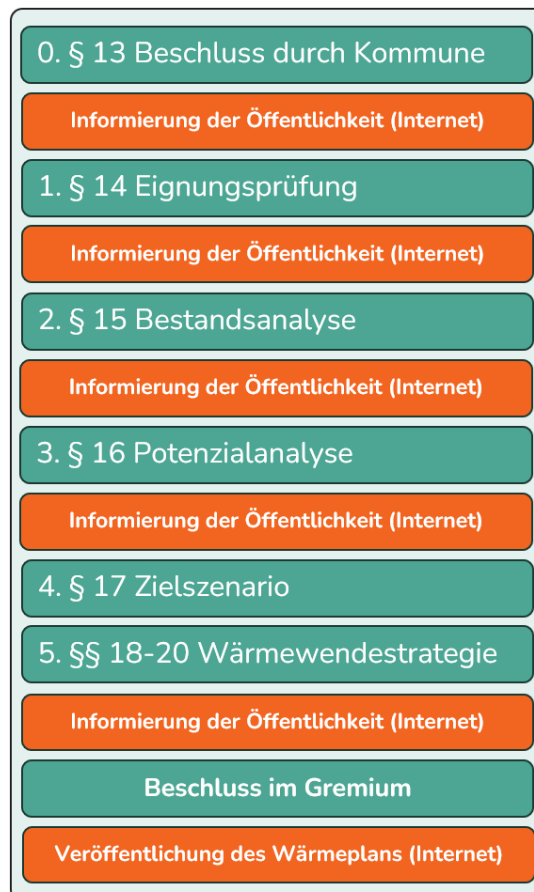 0. § 13 Beschluss durch Kommune
Informierung der Öffentlichkeit (Internet)
1. § 14 Eignungsprüfung
Informierung der Öffentlichkeit (Internet)
2. § 15 Bestandsanalyse
Informierung der Öffentlichkeit (Internet)
3. § 16 Potenzialanalyse
Informierung der Öffentlichkeit (Internet)
4. § 17 Zielszenario
5. §§ 18-20 Wärmewendestrategie
Informierung der Öffentlichkeit (Internet)
Beschluss im Gremium
Veröffentlichung des Wärmeplans (Internet)